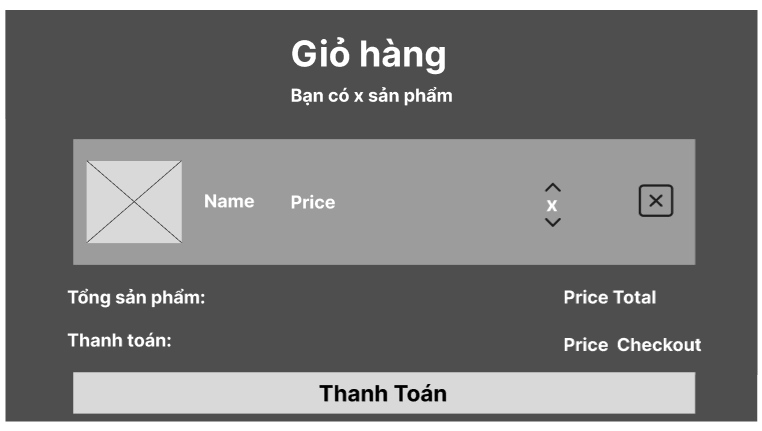 Giỏ hàng
Bạn có x sản phẩm
Name Price x
Tổng sản phẩm: Price Total
Thanh toán: Price Checkout
Thanh Toán